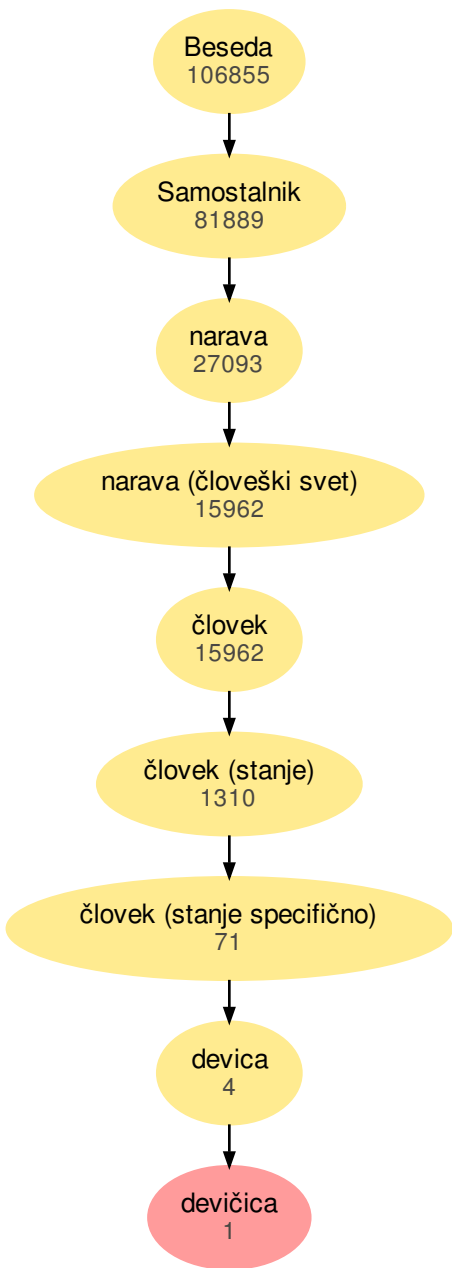 Beseda
106855
Samostalnik
81889
narava
27093
narava (človeški svet)
15962
človek
15962
človek (stanje)
1310
človek (stanje specifično)
71
devica
4
devičica
1